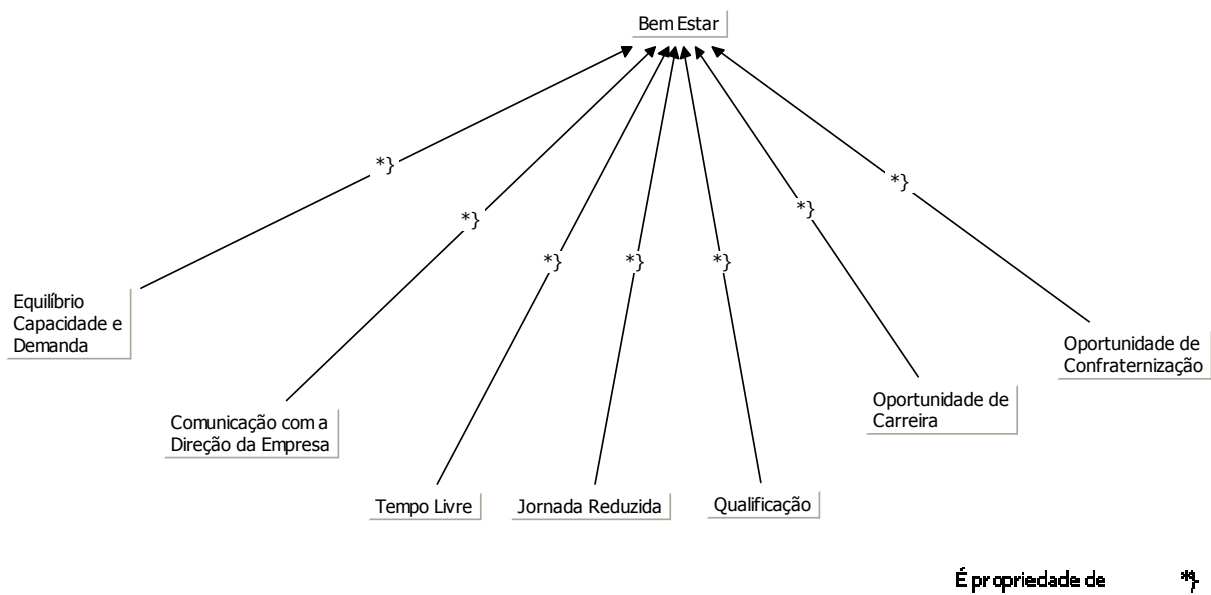 Bem Estar
*}
*}
*}
*}
*}
*}
*}
Equilíbrio
Capacidade e
Demanda
Comunicação com a
Direção da Empresa
Tempo Livre
Jornada Reduzida
Qualificação
Oportunidade de
Carreira
Oportunidade de
Confraternização
É propriedade de *}